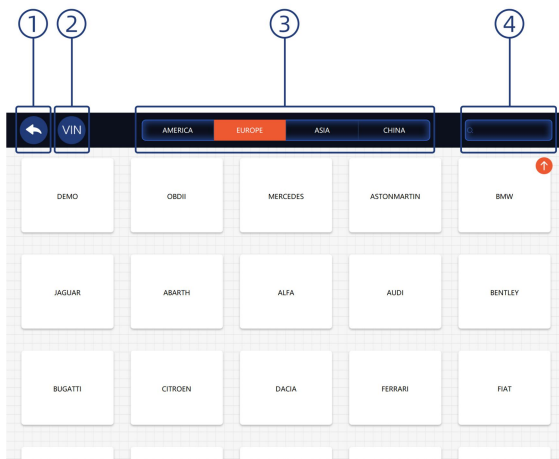 1 2 3 4
VIN AMERICA EUROPE ASIA CHINA
DEMO OBDII MERCEDES ASTONMARTIN BMW
JAGUAR ABARTH ALFA AUDI BENTLEY
BUGATTI CITROEN DACIA FERRARI FIAT